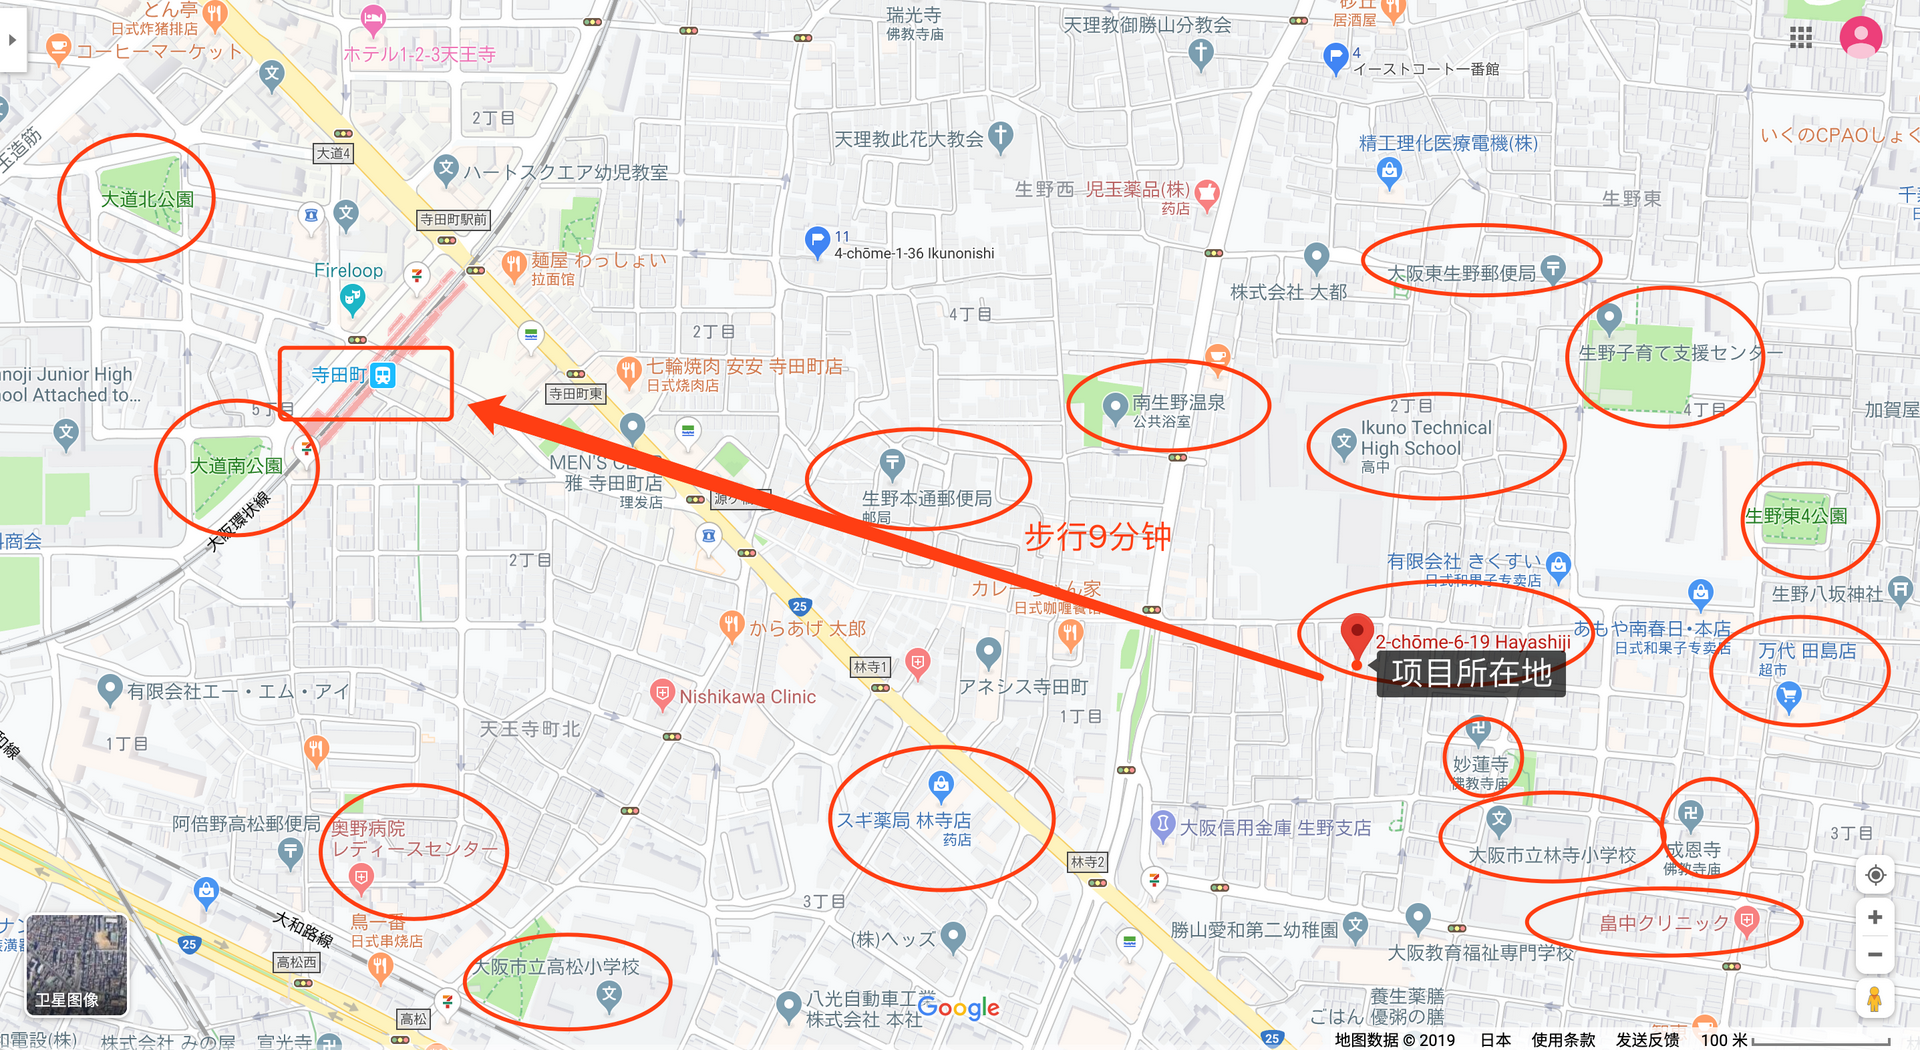 とん亭
日式炸猪排店
コーヒーマーケット
ホテル1-2-3天王寺
瑞光寺
佛教寺庙
天理教御勝山分教会
居酒屋
4
イーストコート一番館
玉造筋
2丁目
大道4
天理教此花大教会
精工理化医療電機(株)
いくのCPAOしょく
ハートスクエア幼児教室
生野西
児玉薬品(株)
药店
生野東
大道北公園
寺田町駅前
11
4-chōme-1-36 Ikunonishi
Fireloop
麺屋 わっしょい
拉面馆
大阪東生野郵便局
株式会社 大都
4丁目
2丁目
生野子育て支援センター
寺田町
七輪焼肉 安安 寺田町店
日式烧肉店
寺田町東
noji Junior High
ool Attached to...
5丁目
南生野温泉
公共浴室
2丁目
4丁目
加賀屋
Ikuno Technical
High School
高中
大道南公園
MEN'S
雅 寺田町店
理发店
生野本通郵便局
邮局
生野東4公園
大阪環状線
商会
步行9分钟
2丁目
有限会社 きくすい
日式和果子专卖店
カレー
日式咖喱餐馆
生野八坂神社
25
からあげ 太郎
あもや南春日・本店
日式和果子专卖店
2-chōme-6-19 Hayashiji
项目所在地
万代 田島店
超市
林寺1
アネシス寺田町
有限会社エー・エム・アイ
Nishikawa Clinic
1丁目
天王寺町北
1丁目
和線
妙蓮寺
佛教寺庙
阿倍野高松郵便局
奥野病院
レディースセンター
スギ薬局 林寺店
药店
大阪信用金庫 生野支店
3丁目
大阪市立林寺小学校
成恩寺
佛教寺庙
林寺2
3丁目
大和路線
鳥一番
日式串烧店
畠中クリニック
勝山愛和第二幼稚園
大阪教育福祉専門学校
(株)ヘッズ
25
高松西
大阪市立高松小学校
卫星图像
八光自動車工業
株式会社 本社
Google
養生薬膳
ごはん 優粥の膳
高松
和電設(株)
株式会社 みの屋
宣光寺
25
地图数据 © 2019
日本
使用条款
发送反馈
100 米